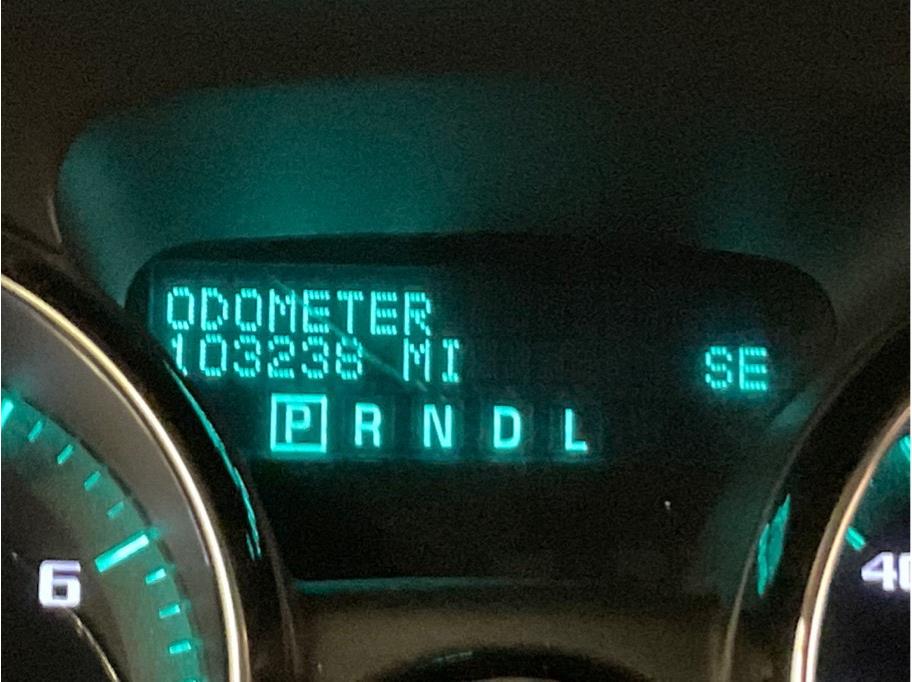 ODOMETER
103238 MI SE
P R N D L
6
40